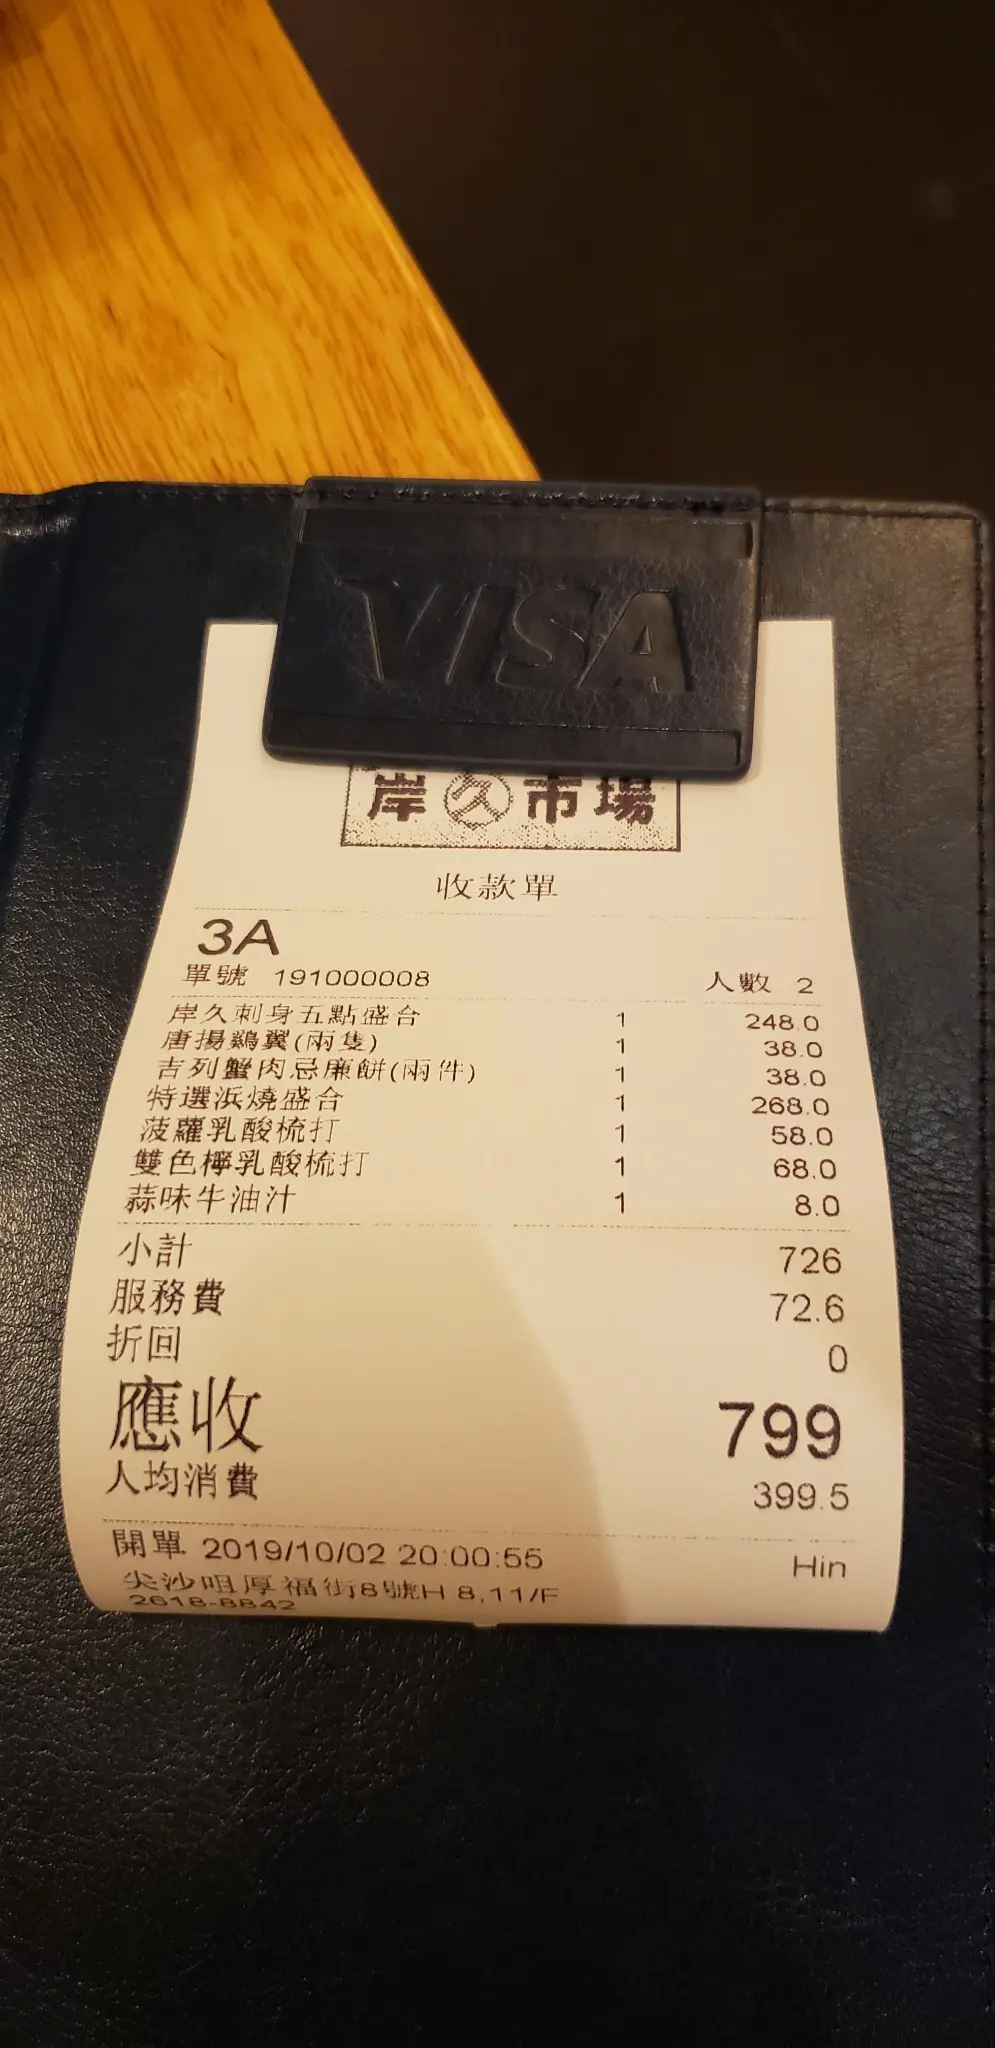 VISA
岸久市場
收款單
3A
單號 191000008 人數 2
岸久刺身五點盛合 1 248.0
唐揚鷄翼(兩隻) 1 38.0
吉列蟹肉忌廉餅(兩件) 1 38.0
特選浜燒盛合 1 268.0
菠蘿乳酸梳打 1 58.0
雙色檸乳酸梳打 1 68.0
蒜味牛油汁 1 8.0
小計 726
服務費 72.6
折回 0
應收 799
人均消費 399.5
開單 2019/10/02 20:00:55 Hin
尖沙咀厚福街8號H 8,11/F
2618-8842